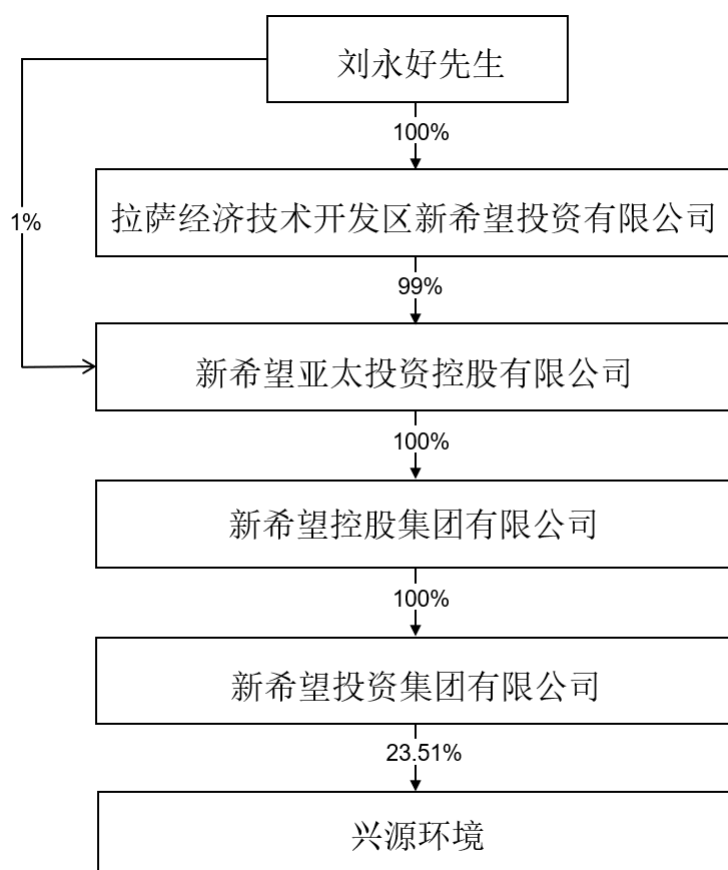 刘永好先生
100%
拉萨经济技术开发区新希望投资有限公司
1%
99%
新希望亚太投资控股有限公司
100%
新希望控股集团有限公司
100%
新希望投资集团有限公司
23.51%
兴源环境